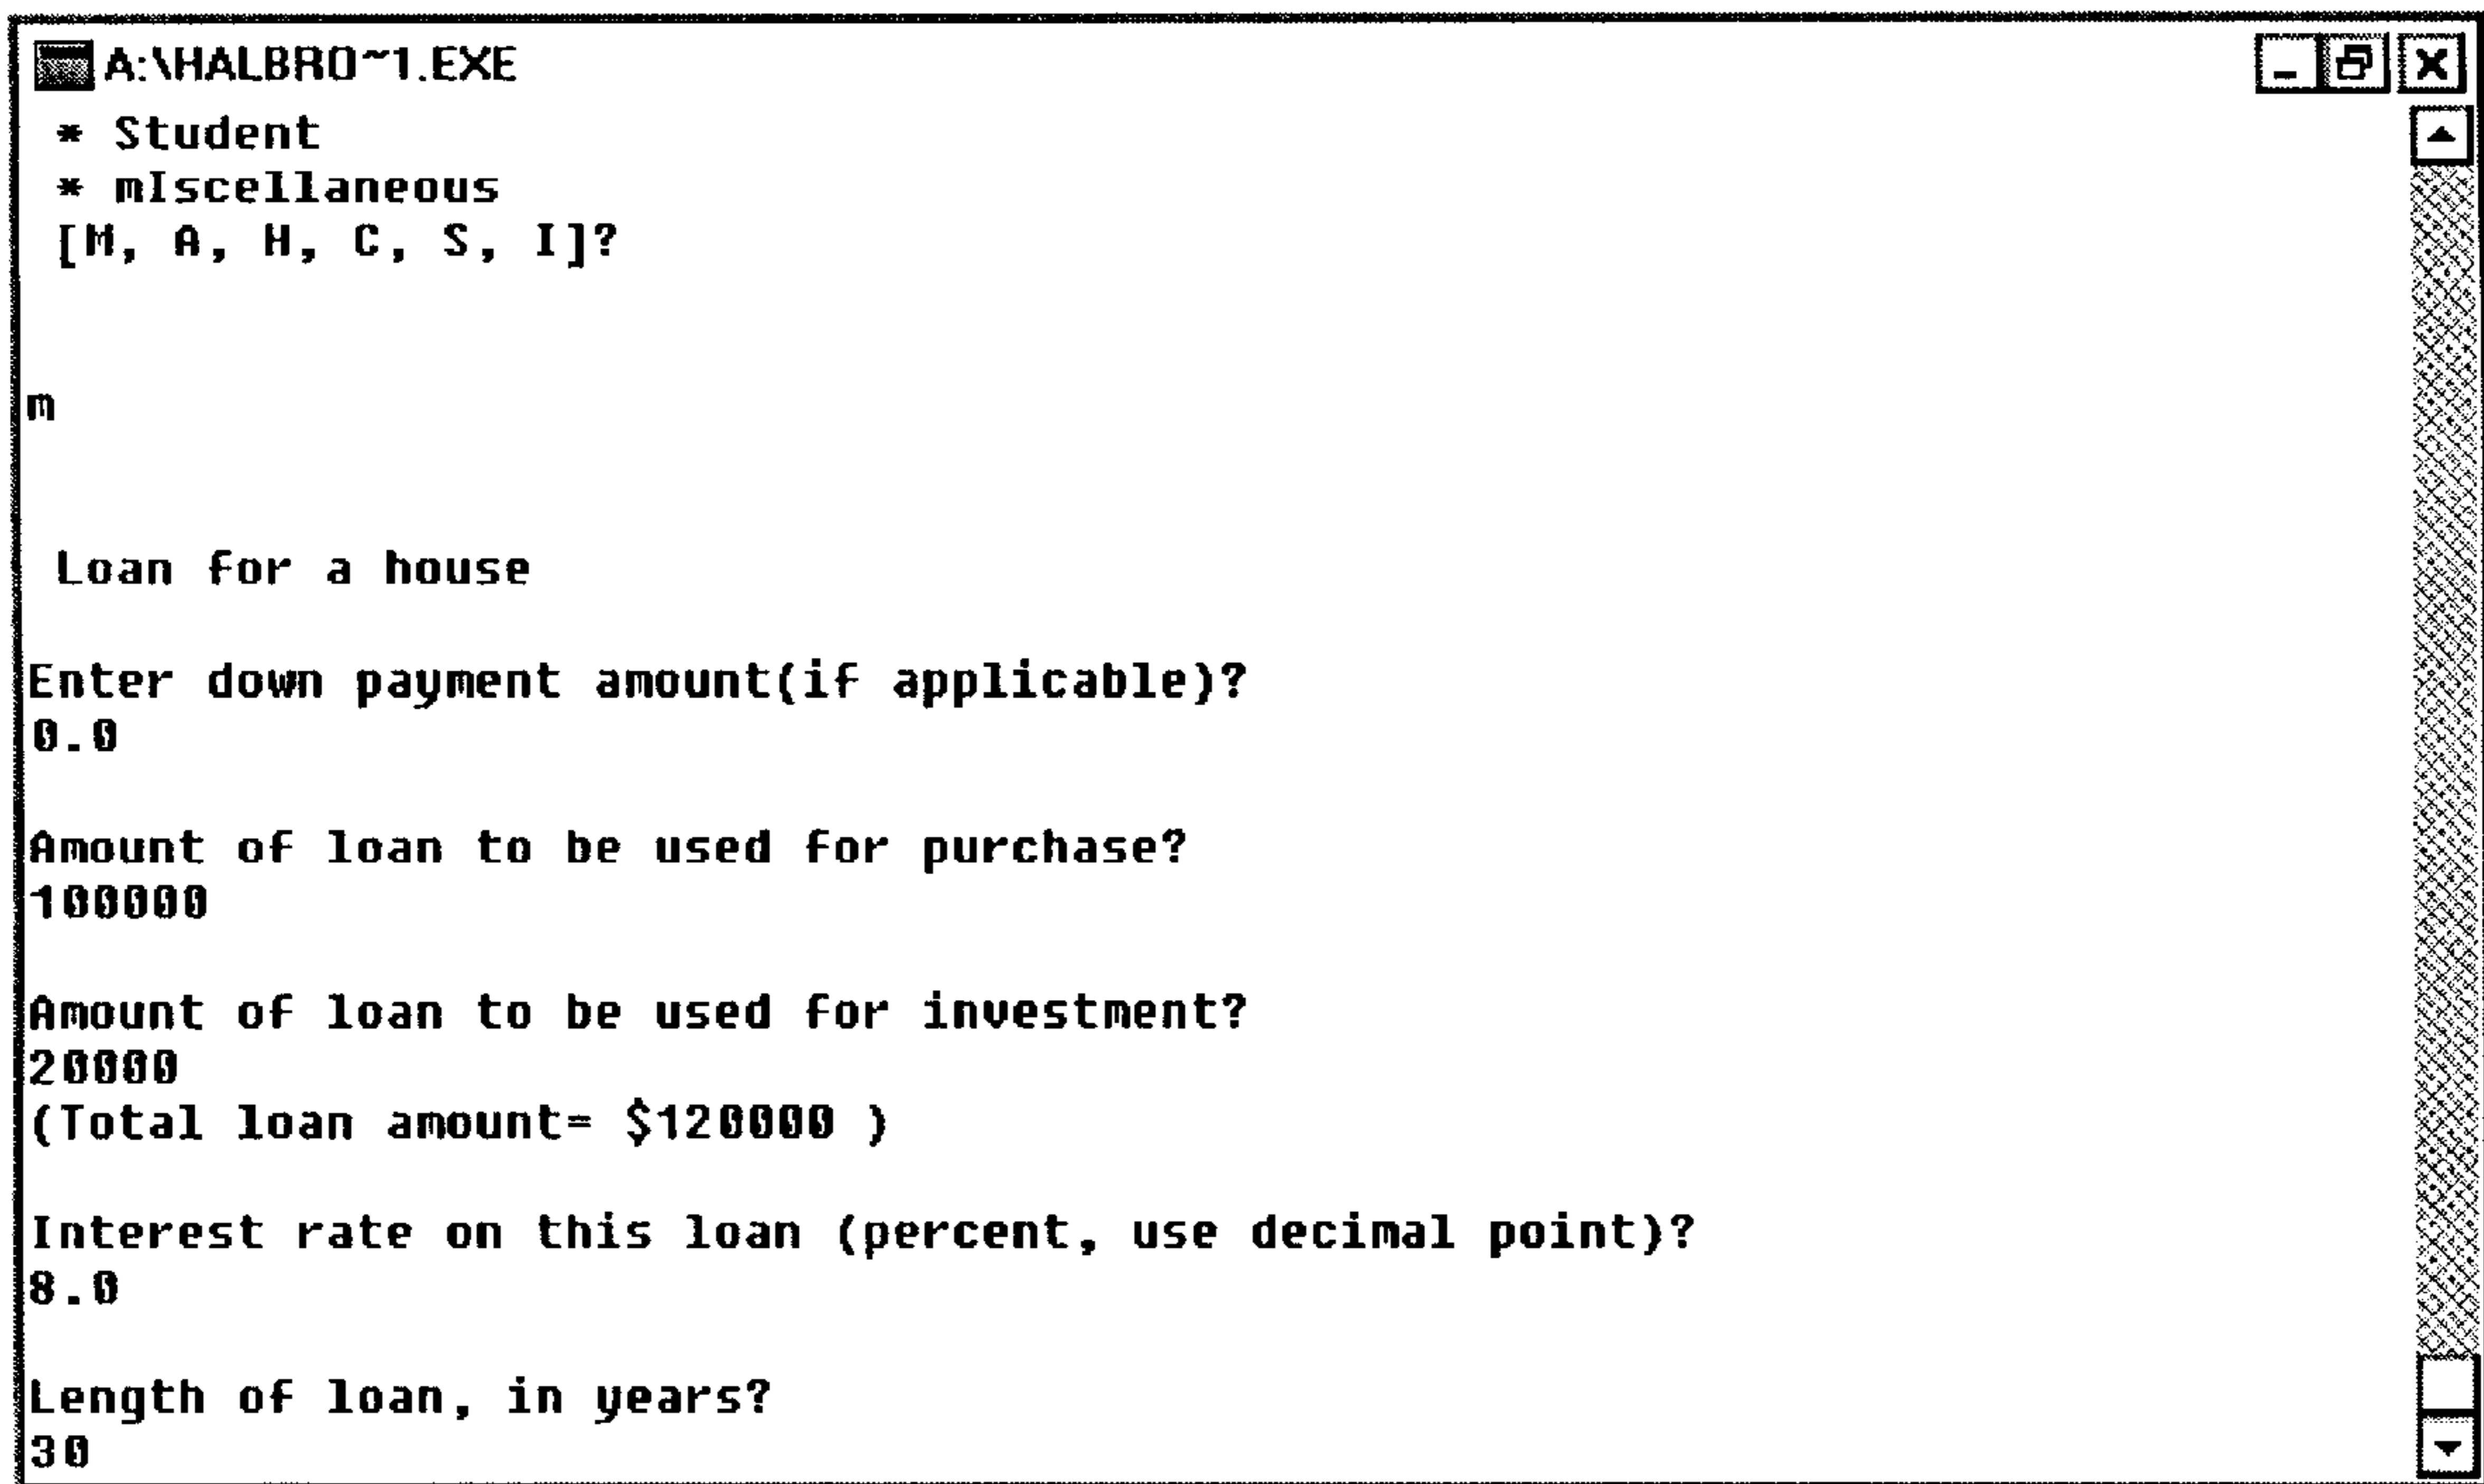 A:\HALBRO~1.EXE
* Student
* mIscellaneous
[M, A, H, C, S, I]?
m
Loan for a house
Enter down payment amount(if applicable)?
0.0
Amount of loan to be used for purchase?
100000
Amount of loan to be used for investment?
20000
(Total loan amount= $120000 )
Interest rate on this loan (percent, use decimal point)?
8.0
Length of loan, in years?
30